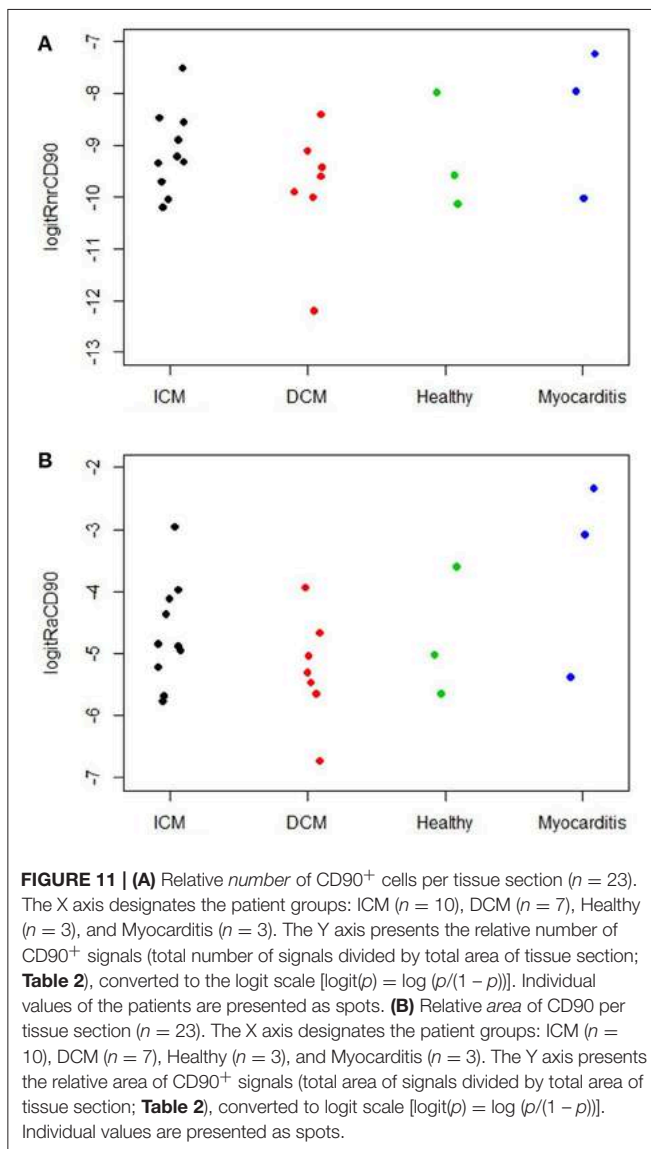 A
-7
-8
-9
-10
-11
-12
-13
logitRnrCD90
ICM DCM Healthy Myocarditis
B
-2
-3
-4
-5
-6
-7
logitRaCD90
ICM DCM Healthy Myocarditis
FIGURE 11 | (A) Relative number of CD90⁺ cells per tissue section (n = 23).
The X axis designates the patient groups: ICM (n = 10), DCM (n = 7), Healthy
(n = 3), and Myocarditis (n = 3). The Y axis presents the relative number of
CD90⁺ signals (total number of signals divided by total area of tissue section;
Table 2), converted to the logit scale [logit(p) = log (p/(1 – p))]. Individual
values of the patients are presented as spots. (B) Relative area of CD90 per
tissue section (n = 23). The X axis designates the patient groups: ICM (n =
10), DCM (n = 7), Healthy (n = 3), and Myocarditis (n = 3). The Y axis presents
the relative area of CD90⁺ signals (total area of signals divided by total area of
tissue section; Table 2), converted to logit scale [logit(p) = log (p/(1 – p))].
Individual values are presented as spots.